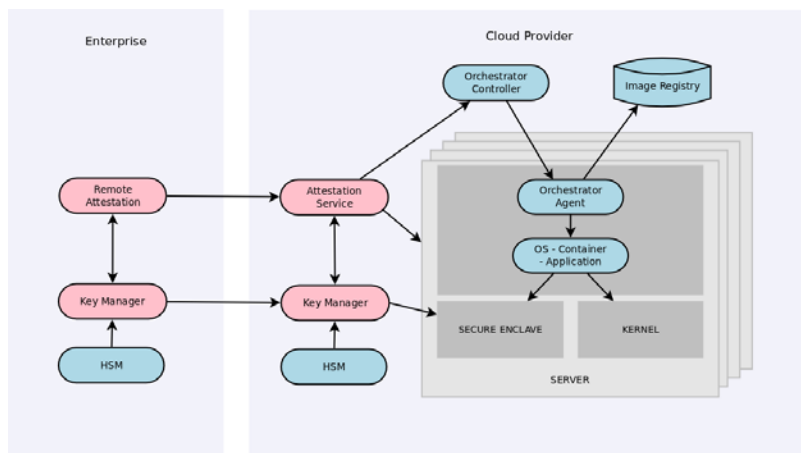 Enterprise
Cloud Provider
Orchestrator
Controller
Image Registry
Remote
Attestation
Attestation
Service
Orchestrator
Agent
OS - Container
- Application
Key Manager
Key Manager
SECURE ENCLAVE
KERNEL
HSM
HSM
SERVER